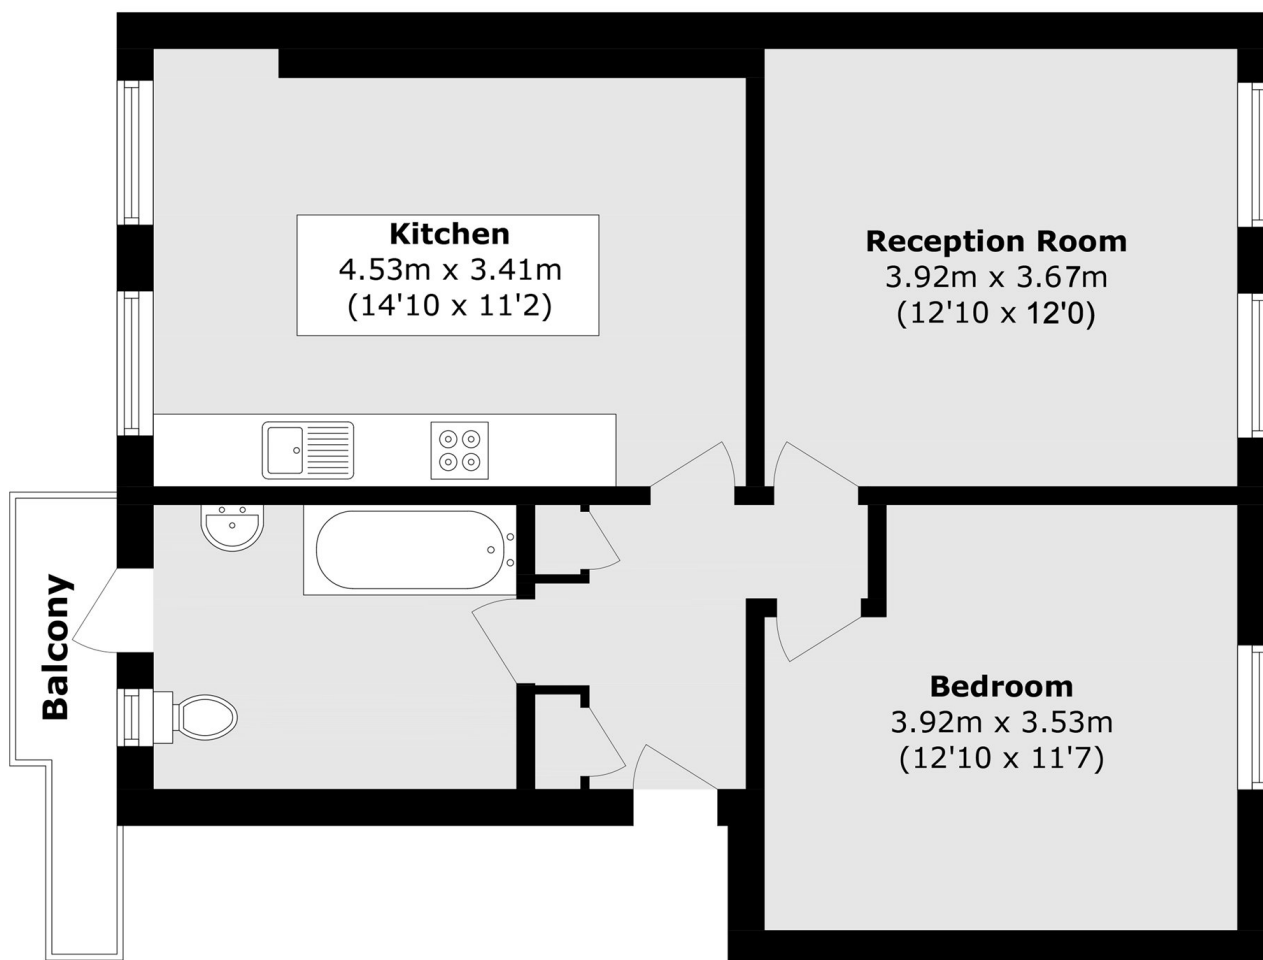 Kitchen
4.53m x 3.41m
(14'10 x 11'2)
Reception Room
3.92m x 3.67m
(12'10 x 12'0)
Balcony
Bedroom
3.92m x 3.53m
(12'10 x 11'7)